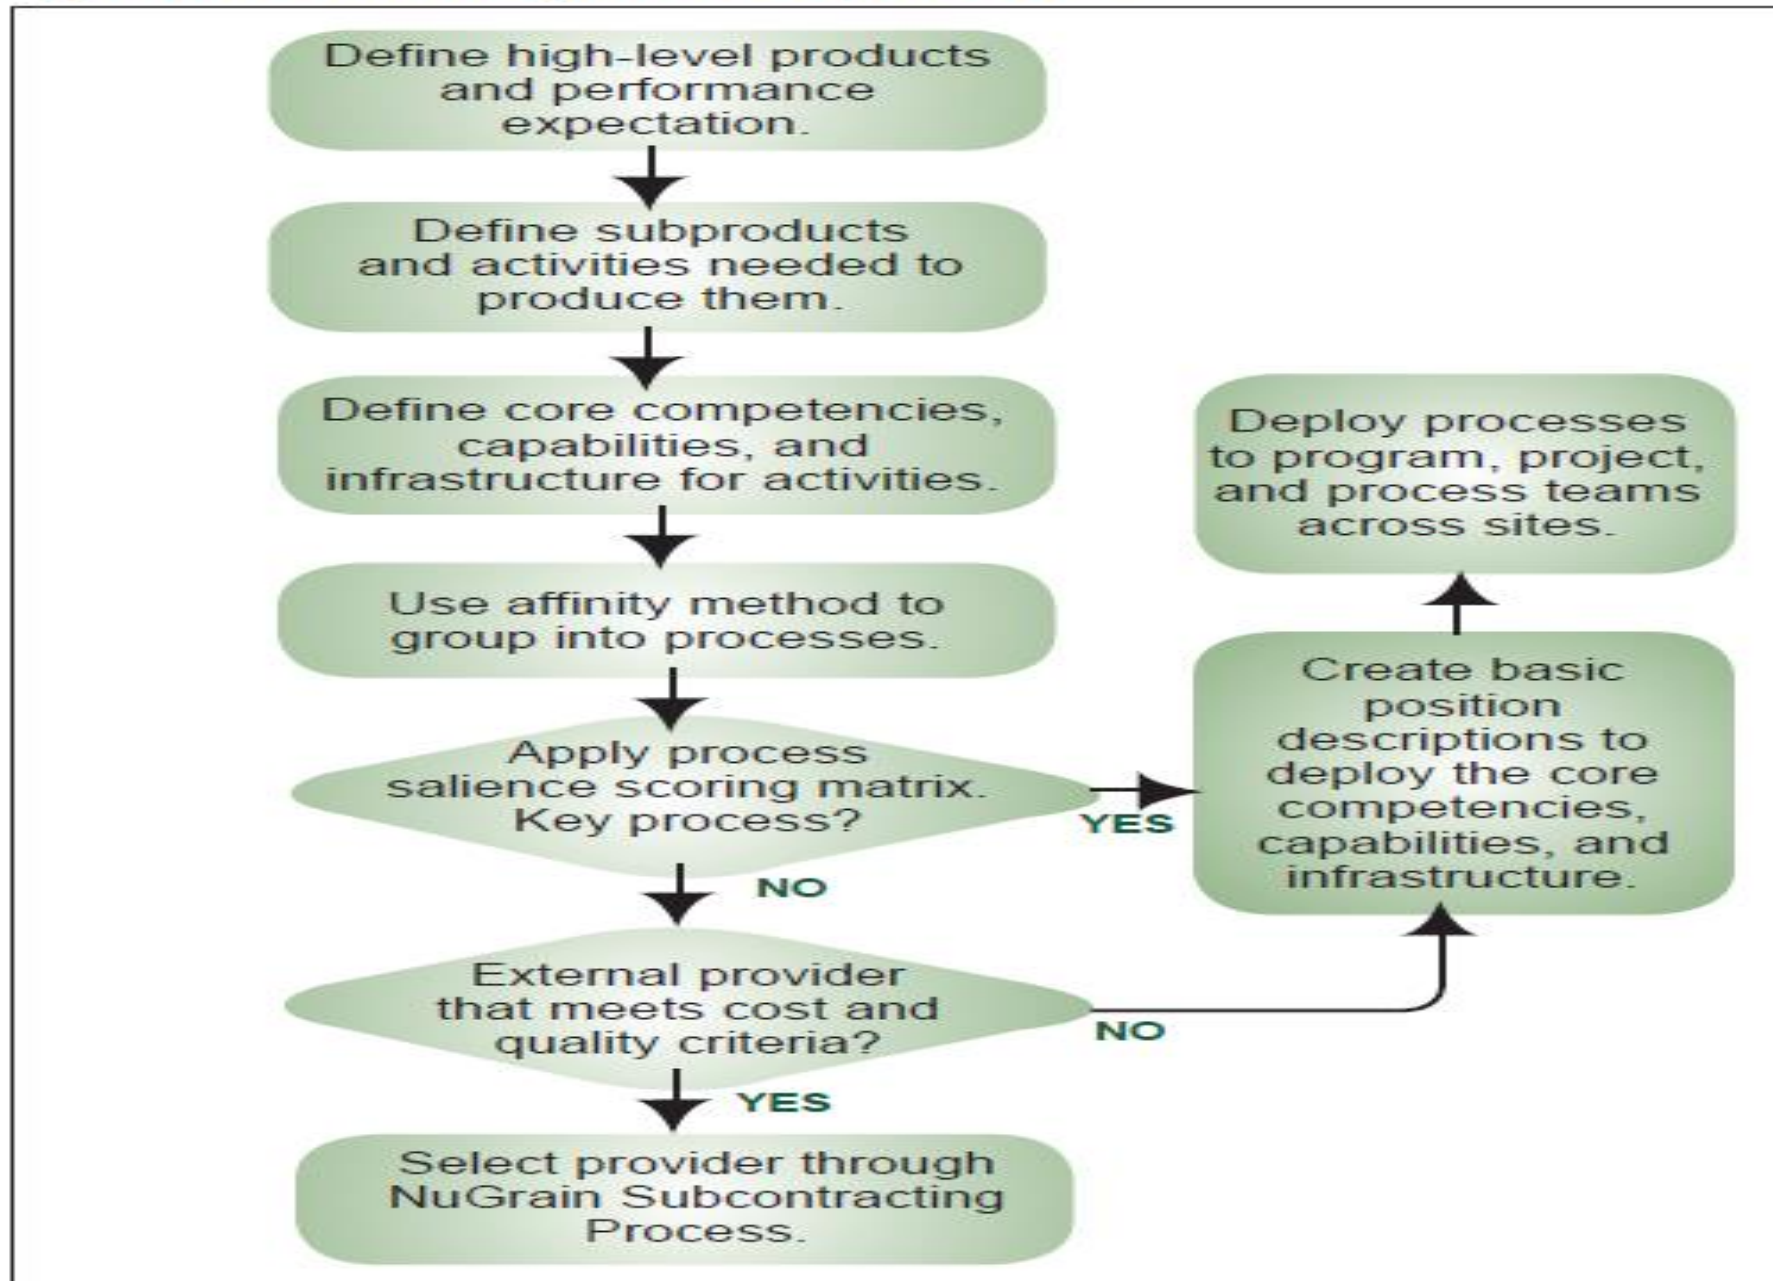 Define high-level products
and performance
expectation.
Define subproducts
and activities needed to
produce them.
Define core competencies,
capabilities, and
infrastructure for activities.
Use affinity method to
group into processes.
Apply process
salience scoring matrix.
Key process?
YES
NO
External provider
that meets cost and
quality criteria?
NO
YES
Select provider through
NuGrain Subcontracting
Process.
Create basic
position
descriptions to
deploy the core
competencies,
capabilities, and
infrastructure.
Deploy processes
to program, project,
and process teams
across sites.